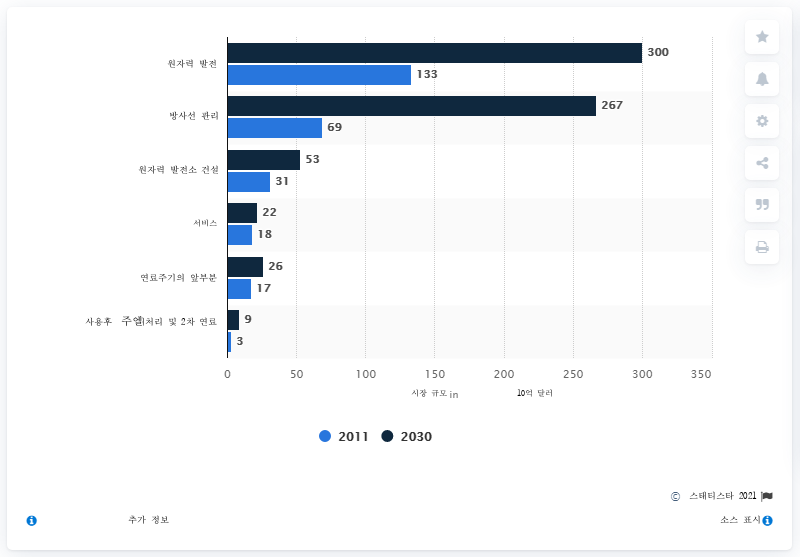 원자력 발전
300
133
방사선 관리
267
69
원자력 발전소 건설
53
31
서비스
22
18
연료주기의 앞부분
26
17
사용후 주엔처리 및 2차 연료
9
3
0 50 100 150 200 250 300 350
시장 규모 in 10억 달러
2011 2030
© 스태티스타 2021
추가 정보
소스 표시